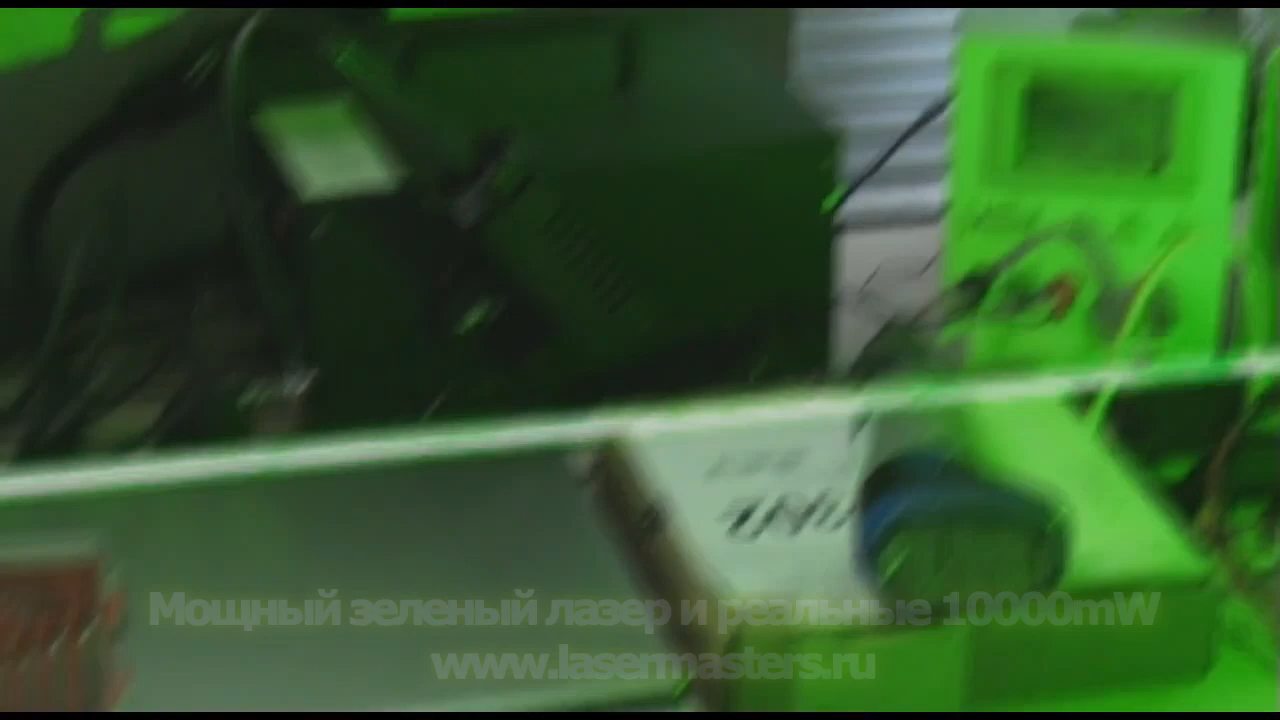 Мощный зеленый лазер и реальные 10000mW
www.lasermasters.ru